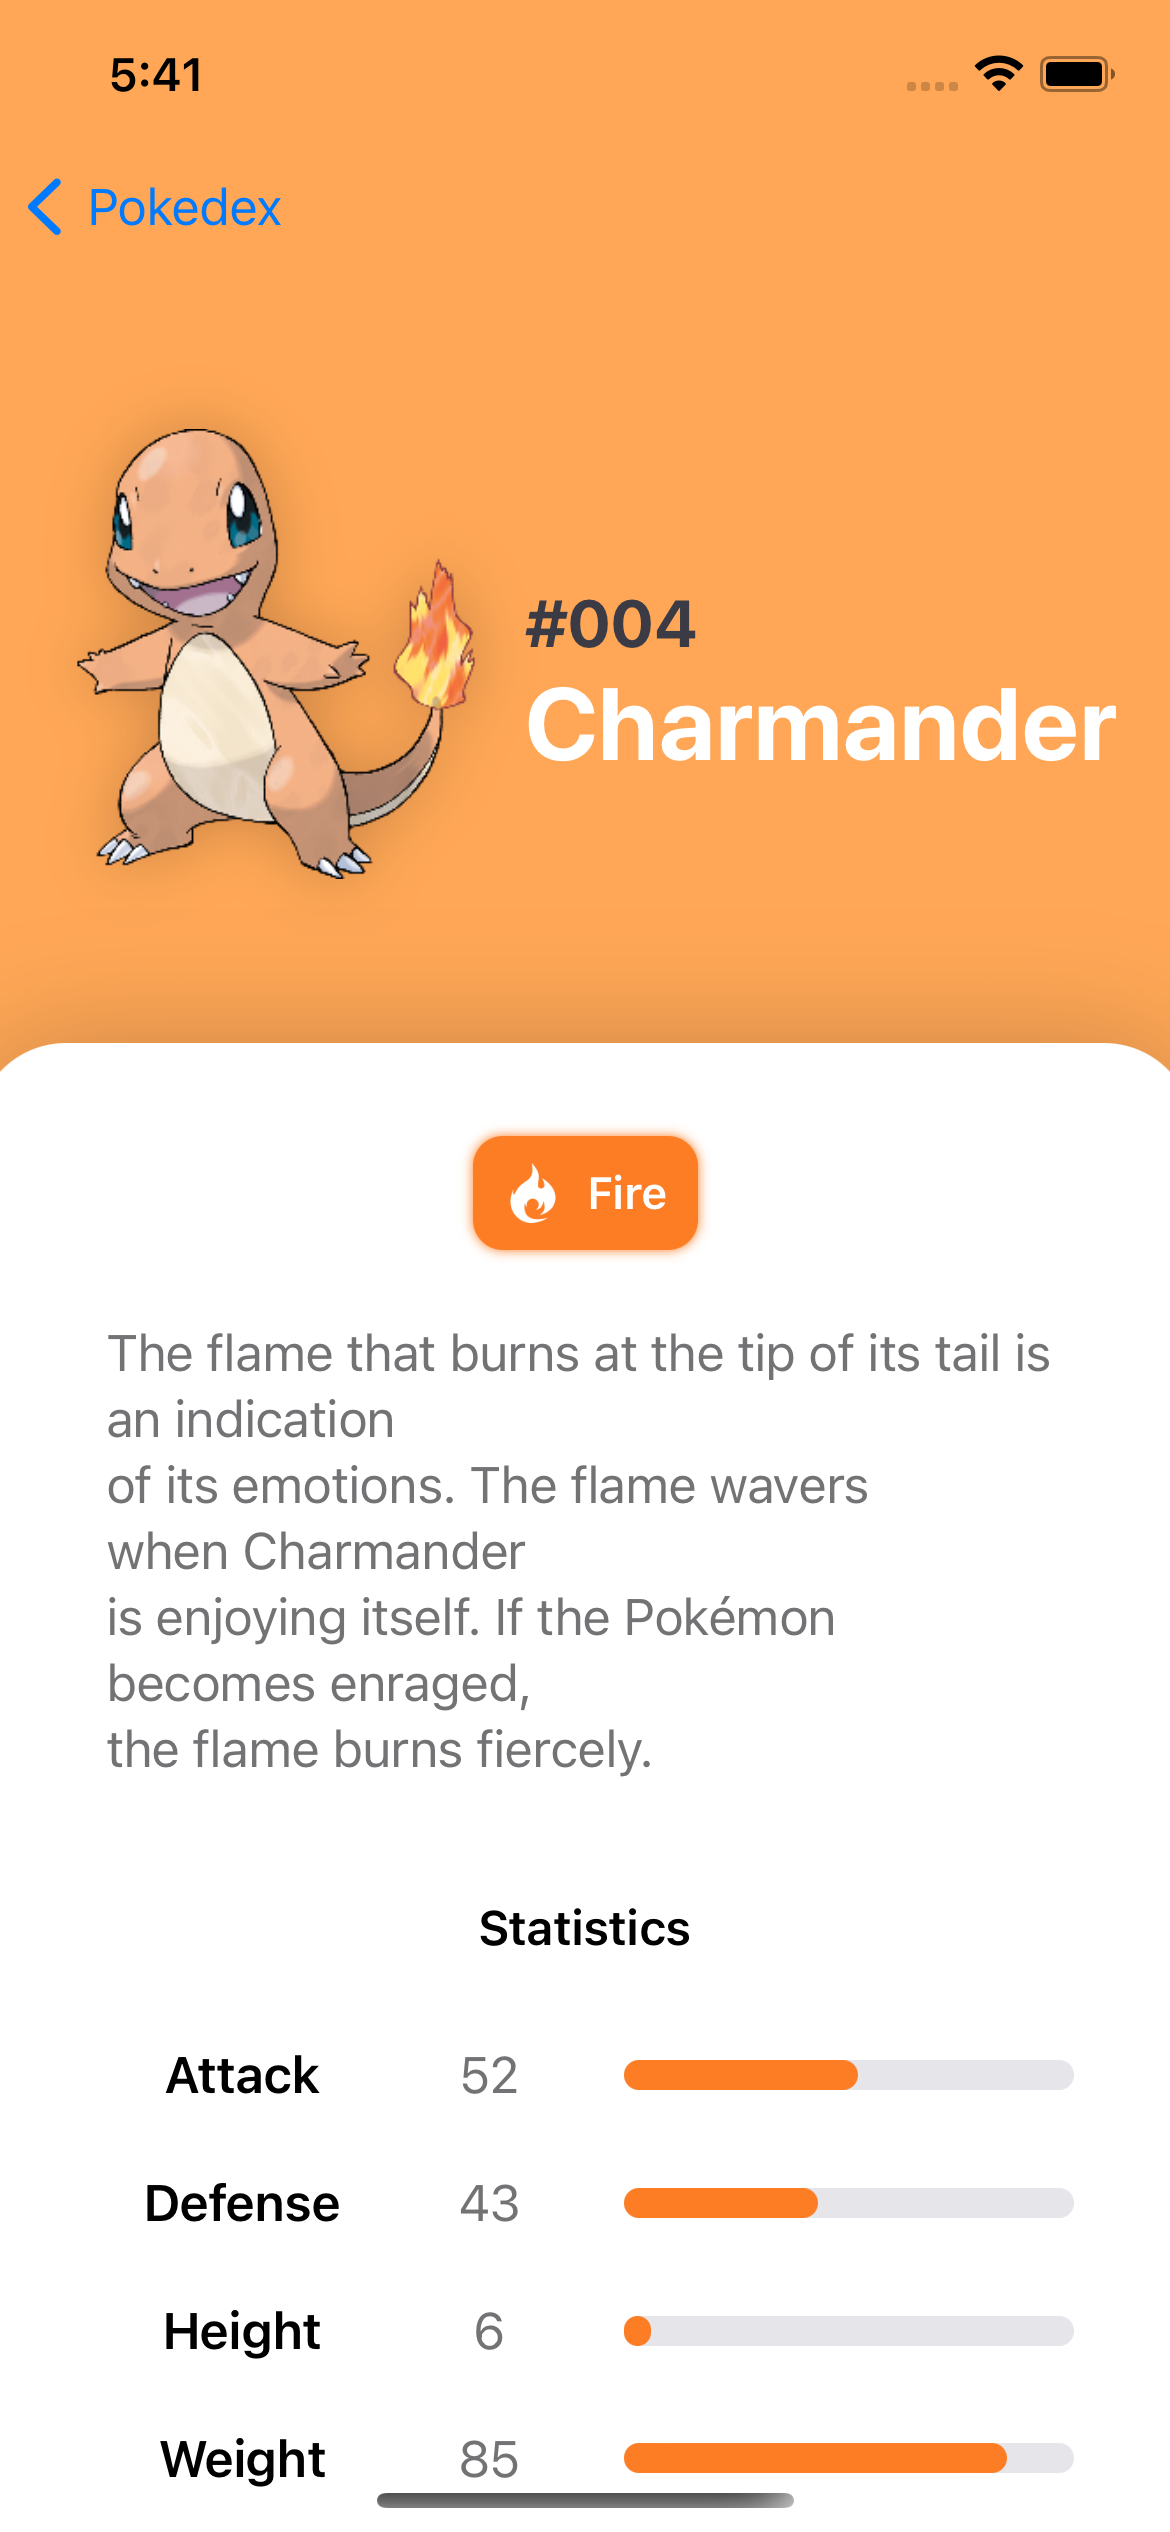 5:41
Pokedex
#004
Charmander
Fire
The flame that burns at the tip of its tail is
an indication
of its emotions. The flame wavers
when Charmander
is enjoying itself. If the Pokémon
becomes enraged,
the flame burns fiercely.
Statistics
Attack 52
Defense 43
Height 6
Weight 85